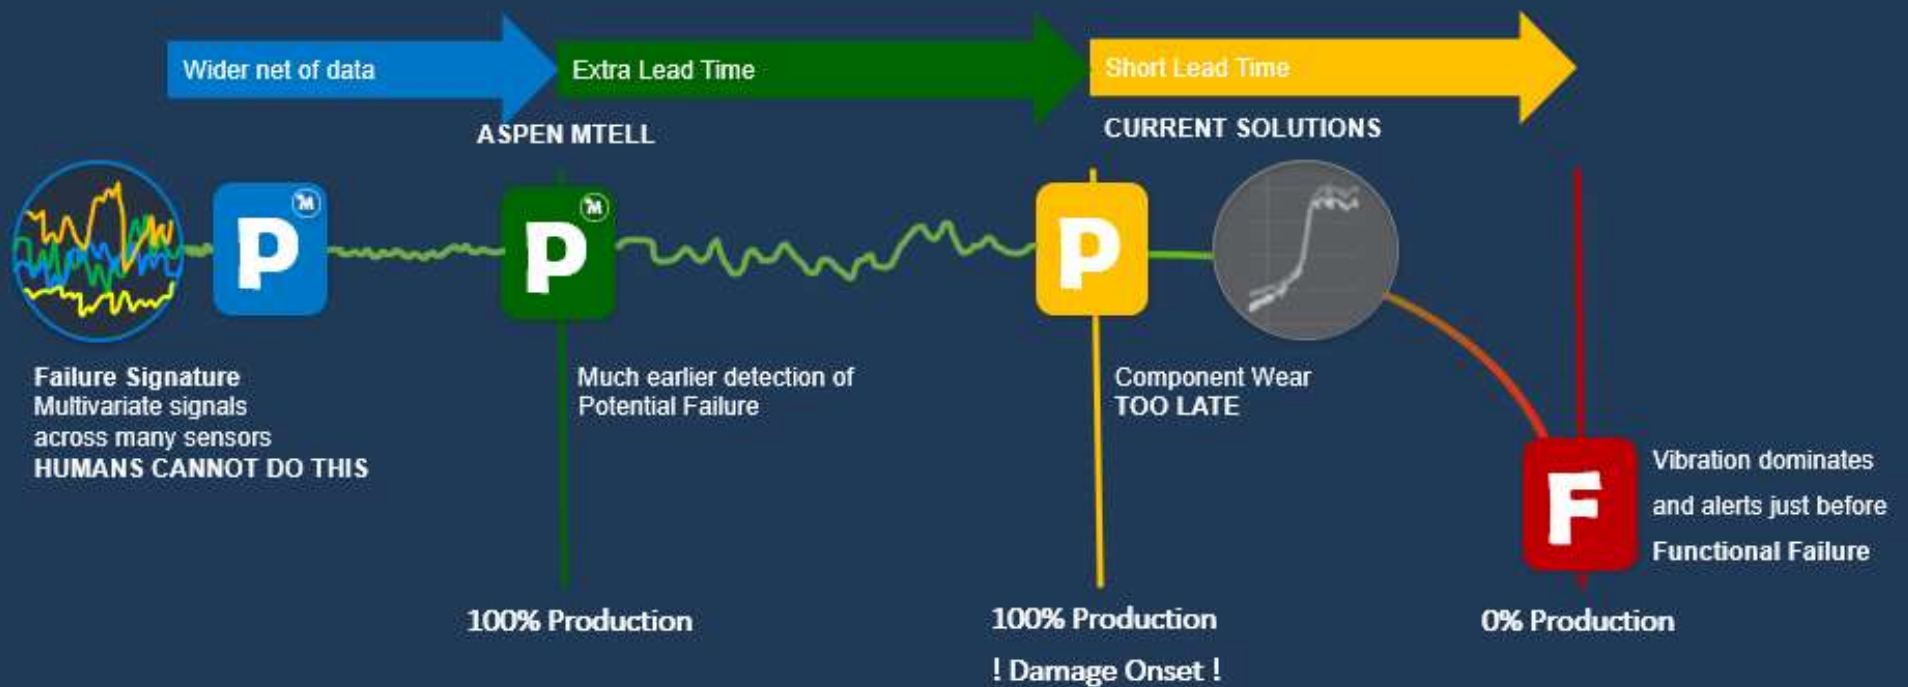 Wider net of data
Extra Lead Time
Short Lead Time
ASPEN MTELL
CURRENT SOLUTIONS
P
M
P
M
P
Failure Signature
Multivariate signals
across many sensors
HUMANS CANNOT DO THIS
Much earlier detection of
Potential Failure
Component Wear
TOO LATE
F
Vibration dominates
and alerts just before
Functional Failure
100% Production
100% Production
! Damage Onset !
0% Production